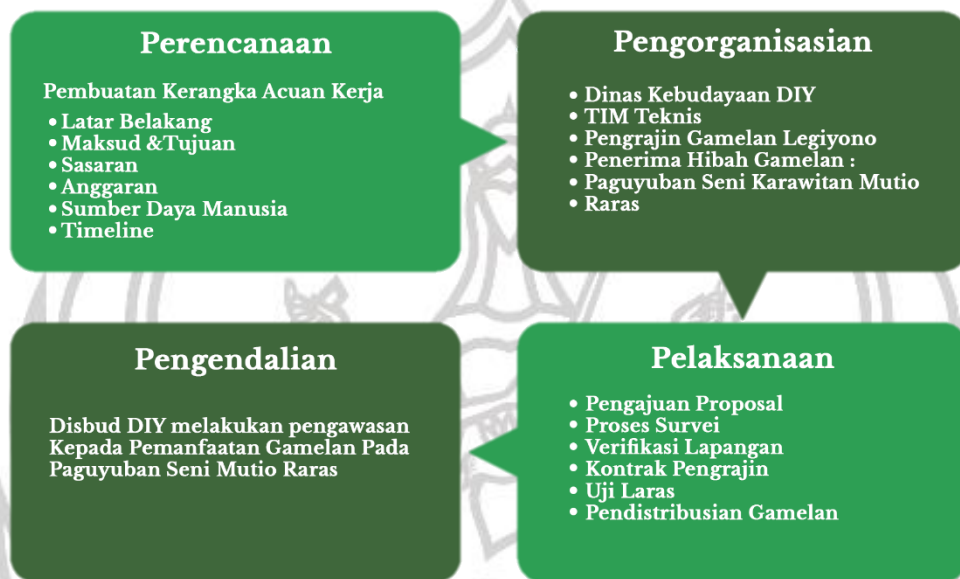 Perencanaan
Pembuatan Kerangka Acuan Kerja
• Latar Belakang
• Maksud &Tujuan
• Sasaran
• Anggaran
• Sumber Daya Manusia
• Timeline
Pengorganisasian
• Dinas Kebudayaan DIY
• TIM Teknis
• Pengrajin Gamelan Legiyono
• Penerima Hibah Gamelan :
• Paguyuban Seni Karawitan Mutio
• Raras
Pelaksanaan
• Pengajuan Proposal
• Proses Survei
• Verifikasi Lapangan
• Kontrak Pengrajin
• Uji Laras
• Pendistribusian Gamelan
Pengendalian
Disbud DIY melakukan pengawasan
Kepada Pemanfaatan Gamelan Pada
Paguyuban Seni Mutio Raras